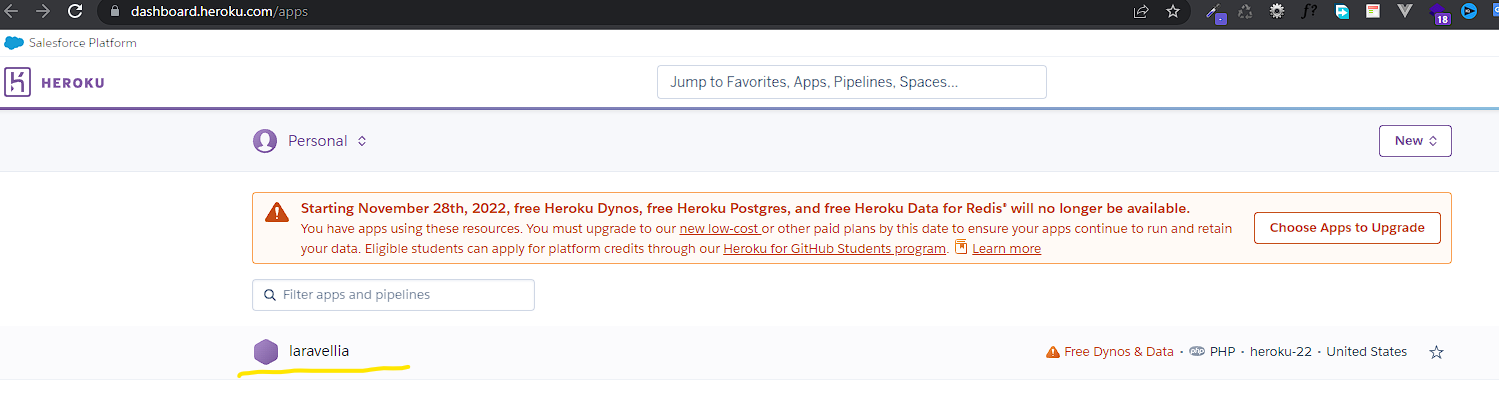 dashboard.heroku.com/apps
f?
18
Salesforce Platform
HEROKU
Jump to Favorites, Apps, Pipelines, Spaces...
Personal
New
Starting November 28th, 2022, free Heroku Dynos, free Heroku Postgres, and free Heroku Data for Redis® will no longer be available.
You have apps using these resources. You must upgrade to our new low-cost or other paid plans by this date to ensure your apps continue to run and retain
your data. Eligible students can apply for platform credits through our Heroku for GitHub Students program. Learn more
Choose Apps to Upgrade
Filter apps and pipelines
laravellia
Free Dynos & Data · php PHP · heroku-22 · United States